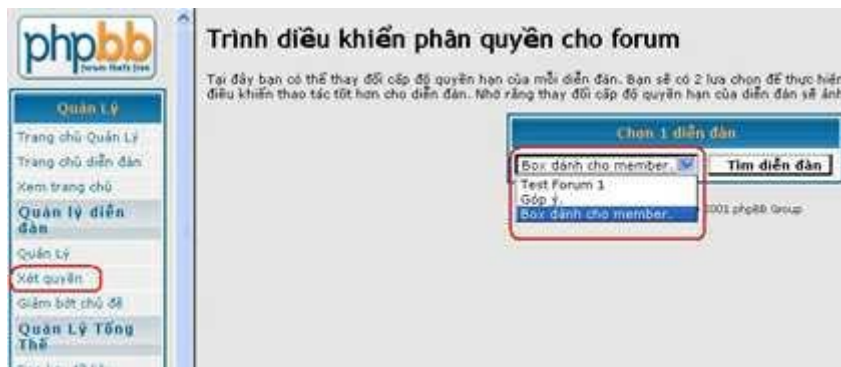 phpbb
forum thats free
Quản Lý
Trang chủ Quản Lý
Trang chủ diễn đàn
Xem trang chủ
Quản lý diễn
đàn
Quản Lý
Xét quyền
Giảm bớt chủ đề
Quản Lý Tổng
Thể
Trình điều khiển phân quyền cho forum
Tại đây bạn có thể thay đổi cấp độ quyền hạn của mỗi diễn đàn. Bạn sẽ có 2 lựa chọn để thực hiện
điều khiển thao tác tốt hơn cho diễn đàn. Nhớ rằng thay đổi cấp độ quyền hạn của diễn đàn sẽ ảnh
Chọn 1 diễn đàn
Box dành cho member. Tìm diễn đàn
Test Forum 1
Góp ý.
Box dành cho member.
2001 phpBB Group